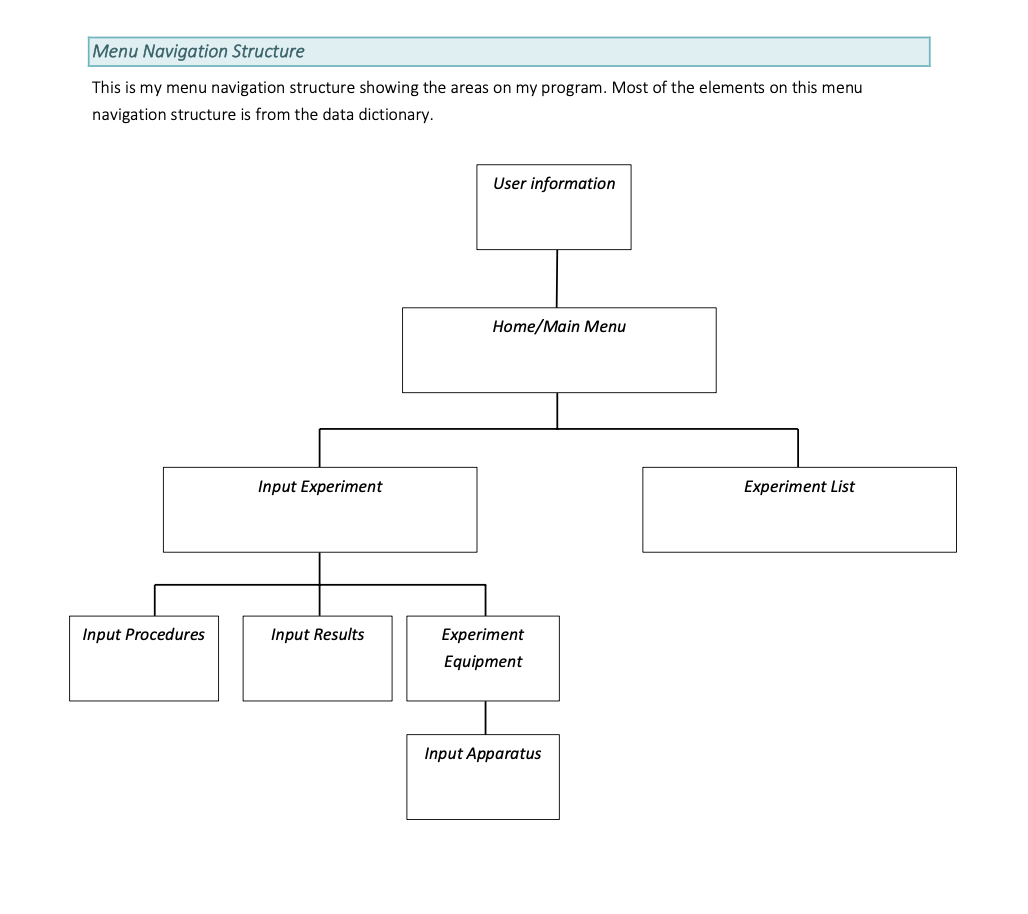 Menu Navigation Structure
This is my menu navigation structure showing the areas on my program. Most of the elements on this menu
navigation structure is from the data dictionary.
User information
Home/Main Menu
Input Experiment
Experiment List
Input Procedures
Input Results
Experiment
Equipment
Input Apparatus